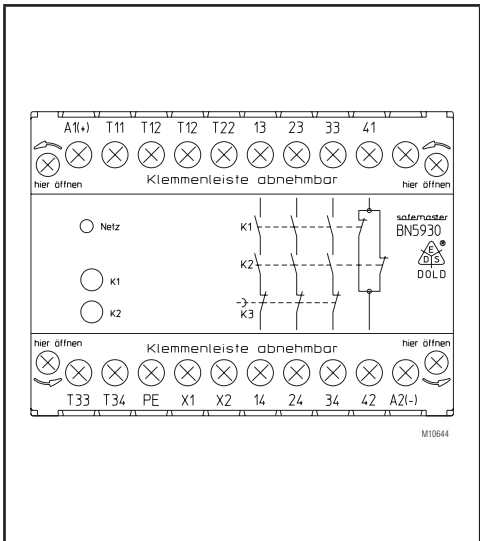 A1(+) T11 T12 T12 T22 13 23 33 41
hier öffnen Klemmenleiste abnehmbar hier öffnen
Netz
K1
K2
K1
K2
K3
safemaster
BN5930
E
D S
®
DOLD
hier öffnen Klemmenleiste abnehmbar hier öffnen
T33 T34 PE X1 X2 14 24 34 42 A2(-)
M10644